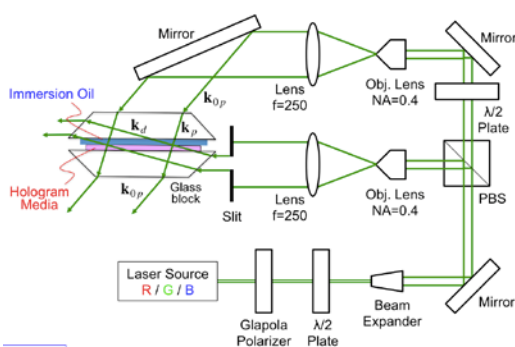 Mirror
Mirror
Immersion Oil
k0p
Lens
f=250
Obj. Lens
NA=0.4
λ/2
Plate
kd
kp
Hologram
Media
k0p
Glass
block
Slit
Lens
f=250
Obj. Lens
NA=0.4
PBS
Laser Source
R / G / B
Glapola
Polarizer
λ/2
Plate
Beam
Expander
Mirror